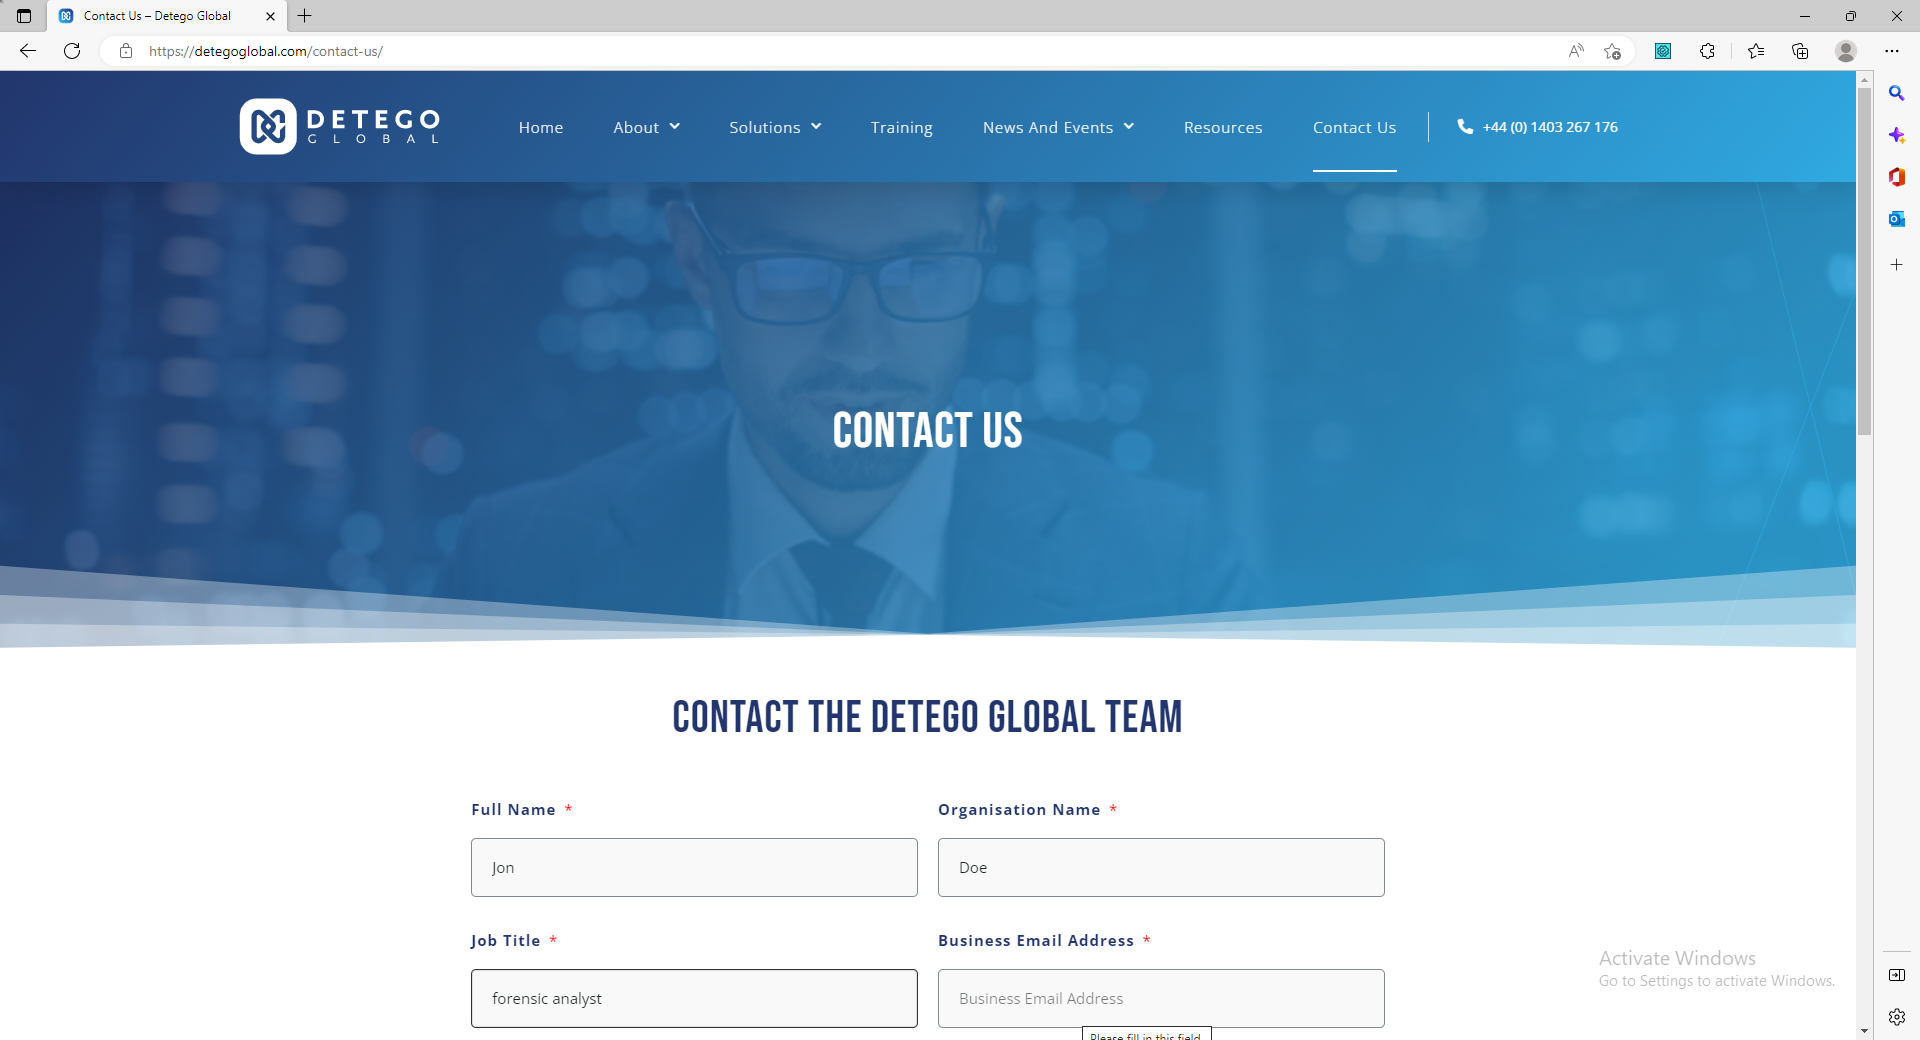 Contact Us – Detego Global
https://detegoglobal.com/contact-us/
DETEGO
GLOBAL
Home
About
Solutions
Training
News And Events
Resources
Contact Us
+44 (0) 1403 267 176
CONTACT US
CONTACT THE DETEGO GLOBAL TEAM
Full Name *
Organisation Name *
Jon
Doe
Job Title *
Business Email Address *
forensic analyst
Business Email Address
Please fill in this field.
Activate Windows
Go to Settings to activate Windows.